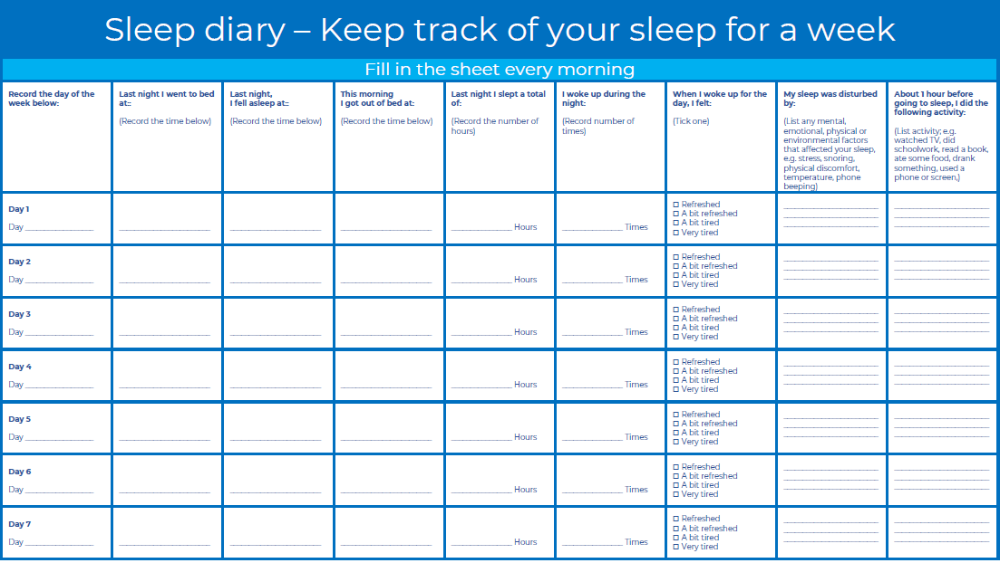 Sleep diary – Keep track of your sleep for a week
Fill in the sheet every morning
Record the day of the
week below:
Last night I went to bed
at::
(Record the time below)
Last night,
I fell asleep at::
(Record the time below)
This morning
I got out of bed at:
(Record the time below)
Last night I slept a total
of:
(Record the number of
hours)
I woke up during the
night:
(Record number of
times)
When I woke up for the
day, I felt:
(Tick one)
My sleep was disturbed
by:
(List any mental,
emotional, physical or
environmental factors
that affected your sleep,
e.g. stress, snoring,
physical discomfort,
temperature, phone
beeping)
About 1 hour before
going to sleep, I did the
following activity:
(List activity; e.g.
watched TV, did
schoolwork, read a book,
ate some food, drank
something, used a
phone or screen,)
Day 1
Day
Hours
Times
Refreshed
A bit refreshed
A bit tired
Very tired
Day 2
Day
Hours
Times
Refreshed
A bit refreshed
A bit tired
Very tired
Day 3
Day
Hours
Times
Refreshed
A bit refreshed
A bit tired
Very tired
Day 4
Day
Hours
Times
Refreshed
A bit refreshed
A bit tired
Very tired
Day 5
Day
Hours
Times
Refreshed
A bit refreshed
A bit tired
Very tired
Day 6
Day
Hours
Times
Refreshed
A bit refreshed
A bit tired
Very tired
Day 7
Day
Hours
Times
Refreshed
A bit refreshed
A bit tired
Very tired